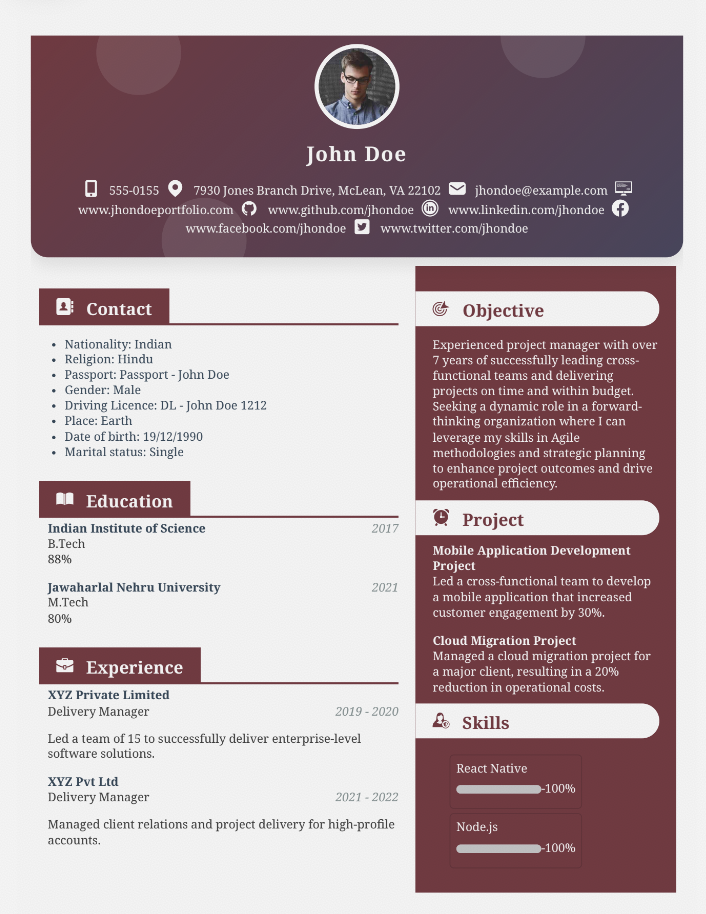 John Doe
555-0155 7930 Jones Branch Drive, McLean, VA 22102 jhondoe@example.com
www.jhondoeportfolio.com www.github.com/jhondoe www.linkedin.com/jhondoe
www.facebook.com/jhondoe www.twitter.com/jhondoe
Contact
• Nationality: Indian
• Religion: Hindu
• Passport: Passport - John Doe
• Gender: Male
• Driving Licence: DL - John Doe 1212
• Place: Earth
• Date of birth: 19/12/1990
• Marital status: Single
Education
Indian Institute of Science 2017
B.Tech
88%
Jawaharlal Nehru University 2021
M.Tech
80%
Experience
XYZ Private Limited
Delivery Manager 2019 - 2020
Led a team of 15 to successfully deliver enterprise-level
software solutions.
XYZ Pvt Ltd
Delivery Manager 2021 - 2022
Managed client relations and project delivery for high-profile
accounts.
Objective
Experienced project manager with over
7 years of successfully leading cross-
functional teams and delivering
projects on time and within budget.
Seeking a dynamic role in a forward-
thinking organization where I can
leverage my skills in Agile
methodologies and strategic planning
to enhance project outcomes and drive
operational efficiency.
Project
Mobile Application Development
Project
Led a cross-functional team to develop
a mobile application that increased
customer engagement by 30%.
Cloud Migration Project
Managed a cloud migration project for
a major client, resulting in a 20%
reduction in operational costs.
Skills
React Native
-100%
Node.js
-100%